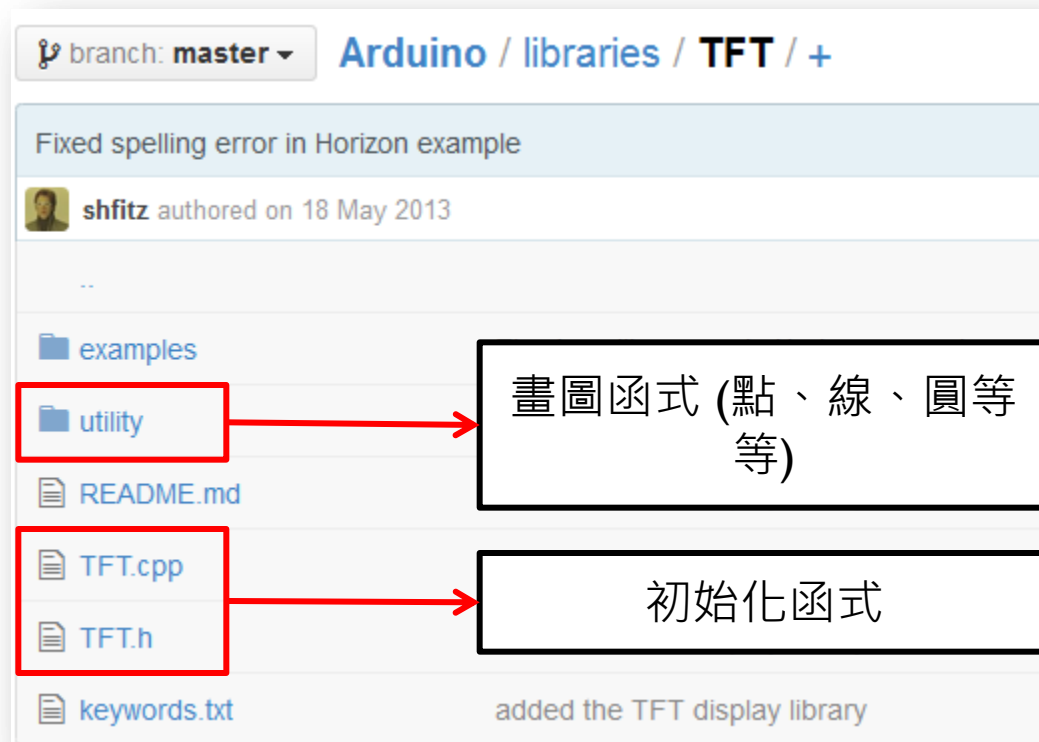 branch: master Arduino / libraries / TFT / +
Fixed spelling error in Horizon example
shfitz authored on 18 May 2013
..
examples
utility
畫圖函式 (點、線、圓等
等)
README.md
TFT.cpp
初始化函式
TFT.h
keywords.txt added the TFT display library